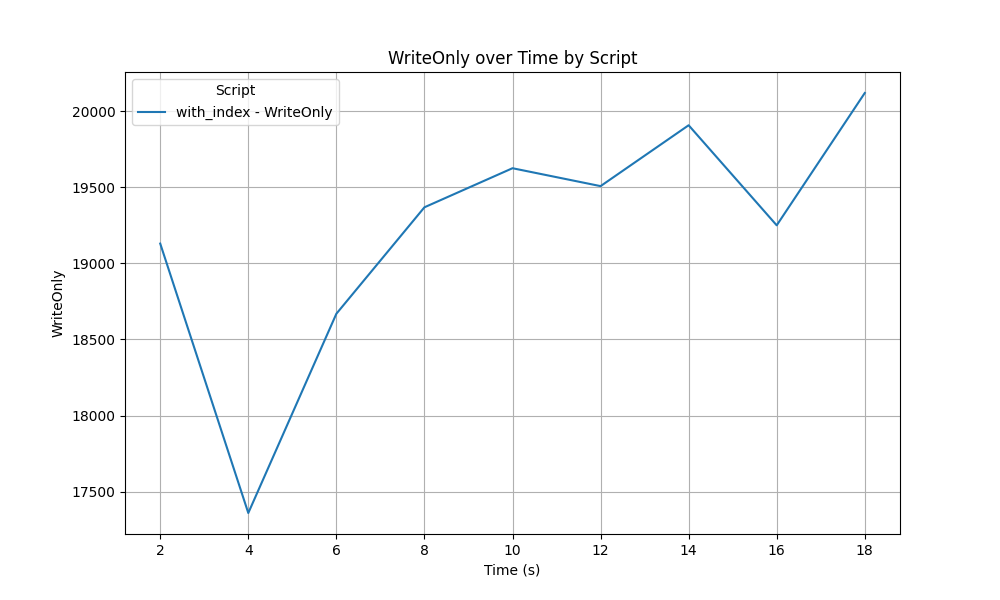 WriteOnly over Time by Script
Script
with_index - WriteOnly
WriteOnly
20000
19500
19000
18500
18000
17500
2 4 6 8 10 12 14 16 18
Time (s)